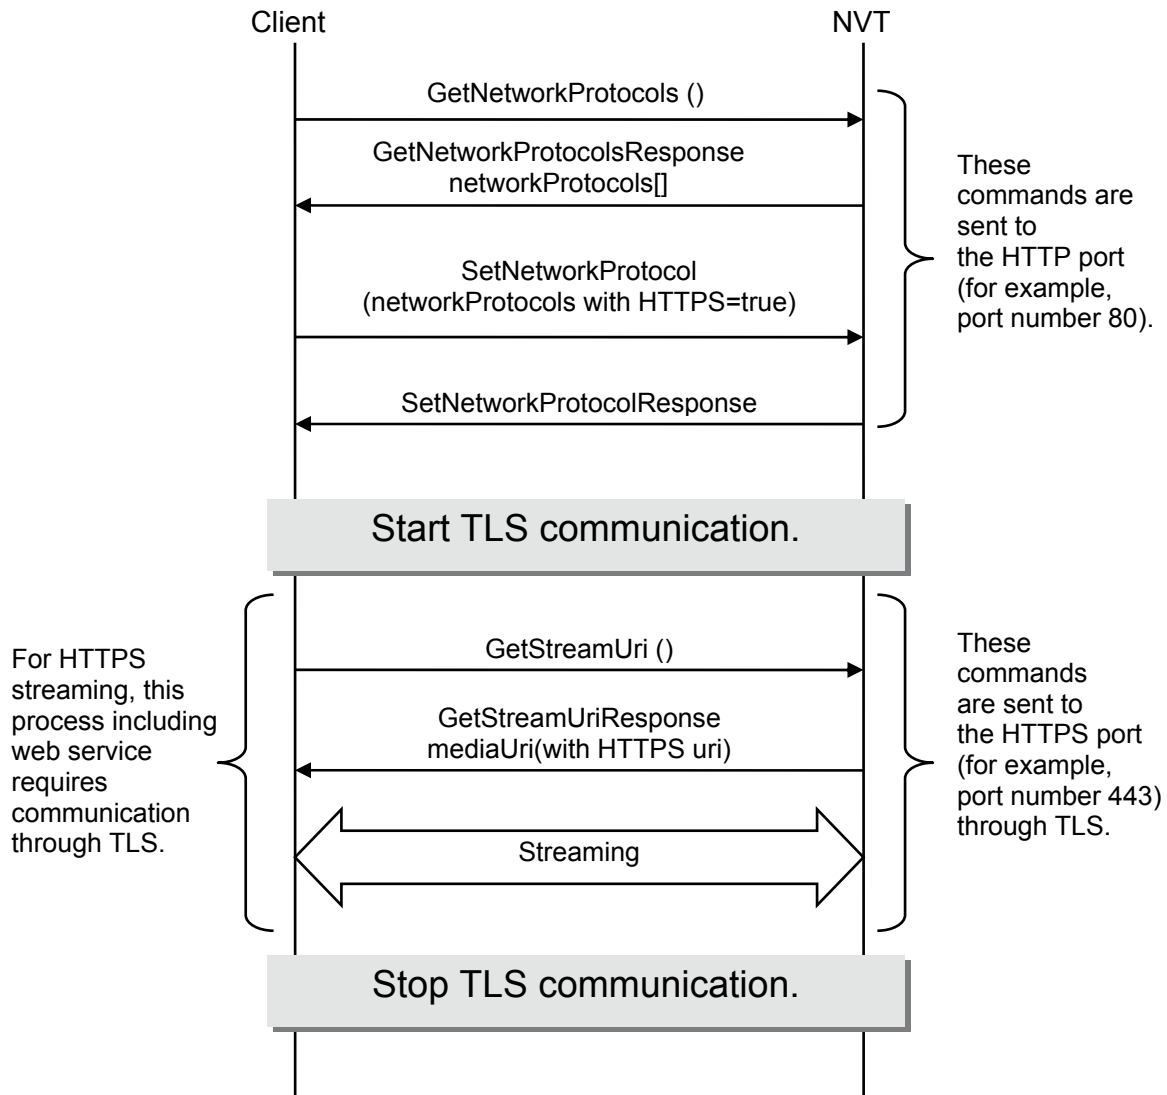 Client
NVT
GetNetworkProtocols ()
GetNetworkProtocolsResponse
networkProtocols[]
SetNetworkProtocol
(networkProtocols with HTTPS=true)
SetNetworkProtocolResponse
These
commands are
sent to
the HTTP port
(for example,
port number 80).
Start TLS communication.
For HTTPS
streaming, this
process including
web service
requires
communication
through TLS.
GetStreamUri ()
GetStreamUriResponse
mediaUri(with HTTPS uri)
Streaming
These
commands
are sent to
the HTTPS port
(for example,
port number 443)
through TLS.
Stop TLS communication.